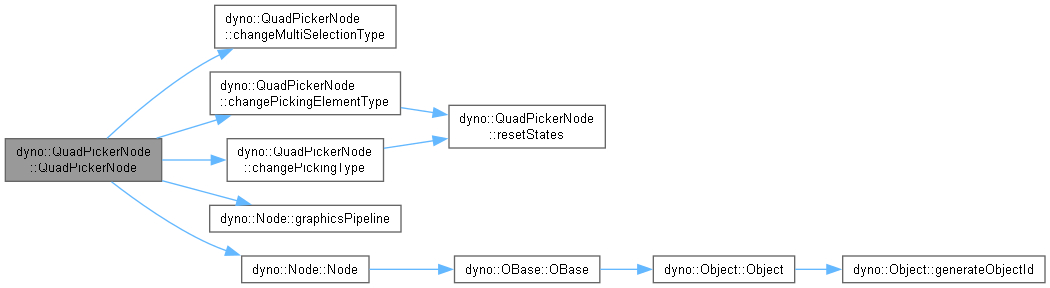 dyno::QuadPickerNode
::changeMultiSelectionType
dyno::QuadPickerNode
::changePickingElementType
dyno::QuadPickerNode
::resetStates
dyno::QuadPickerNode
::QuadPickerNode
dyno::QuadPickerNode
::changePickingType
dyno::Node::graphicsPipeline
dyno::Node::Node
dyno::OBase::OBase
dyno::Object::Object
dyno::Object::generateObjectId